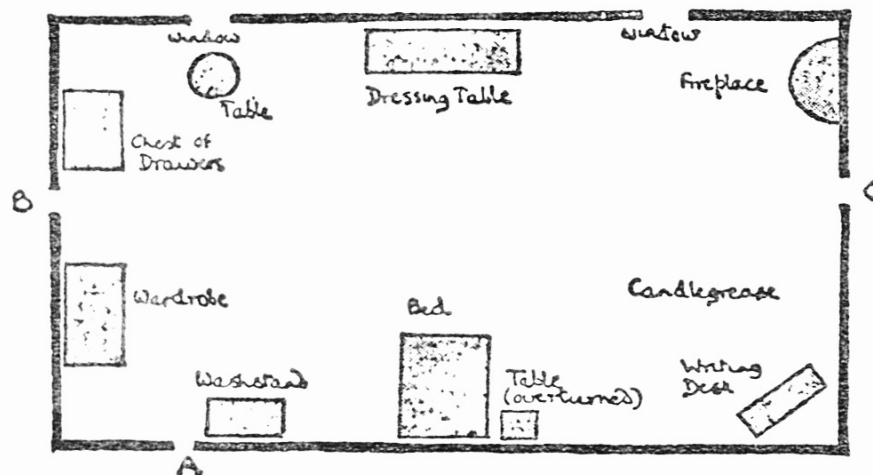 Window
Window
Table
Dressing Table
Fireplace
Chest of
Drawers
B
C
Wardrobe
Bed
Candlegrease
Washstand
Table
(overturned)
Writing
Desk
A